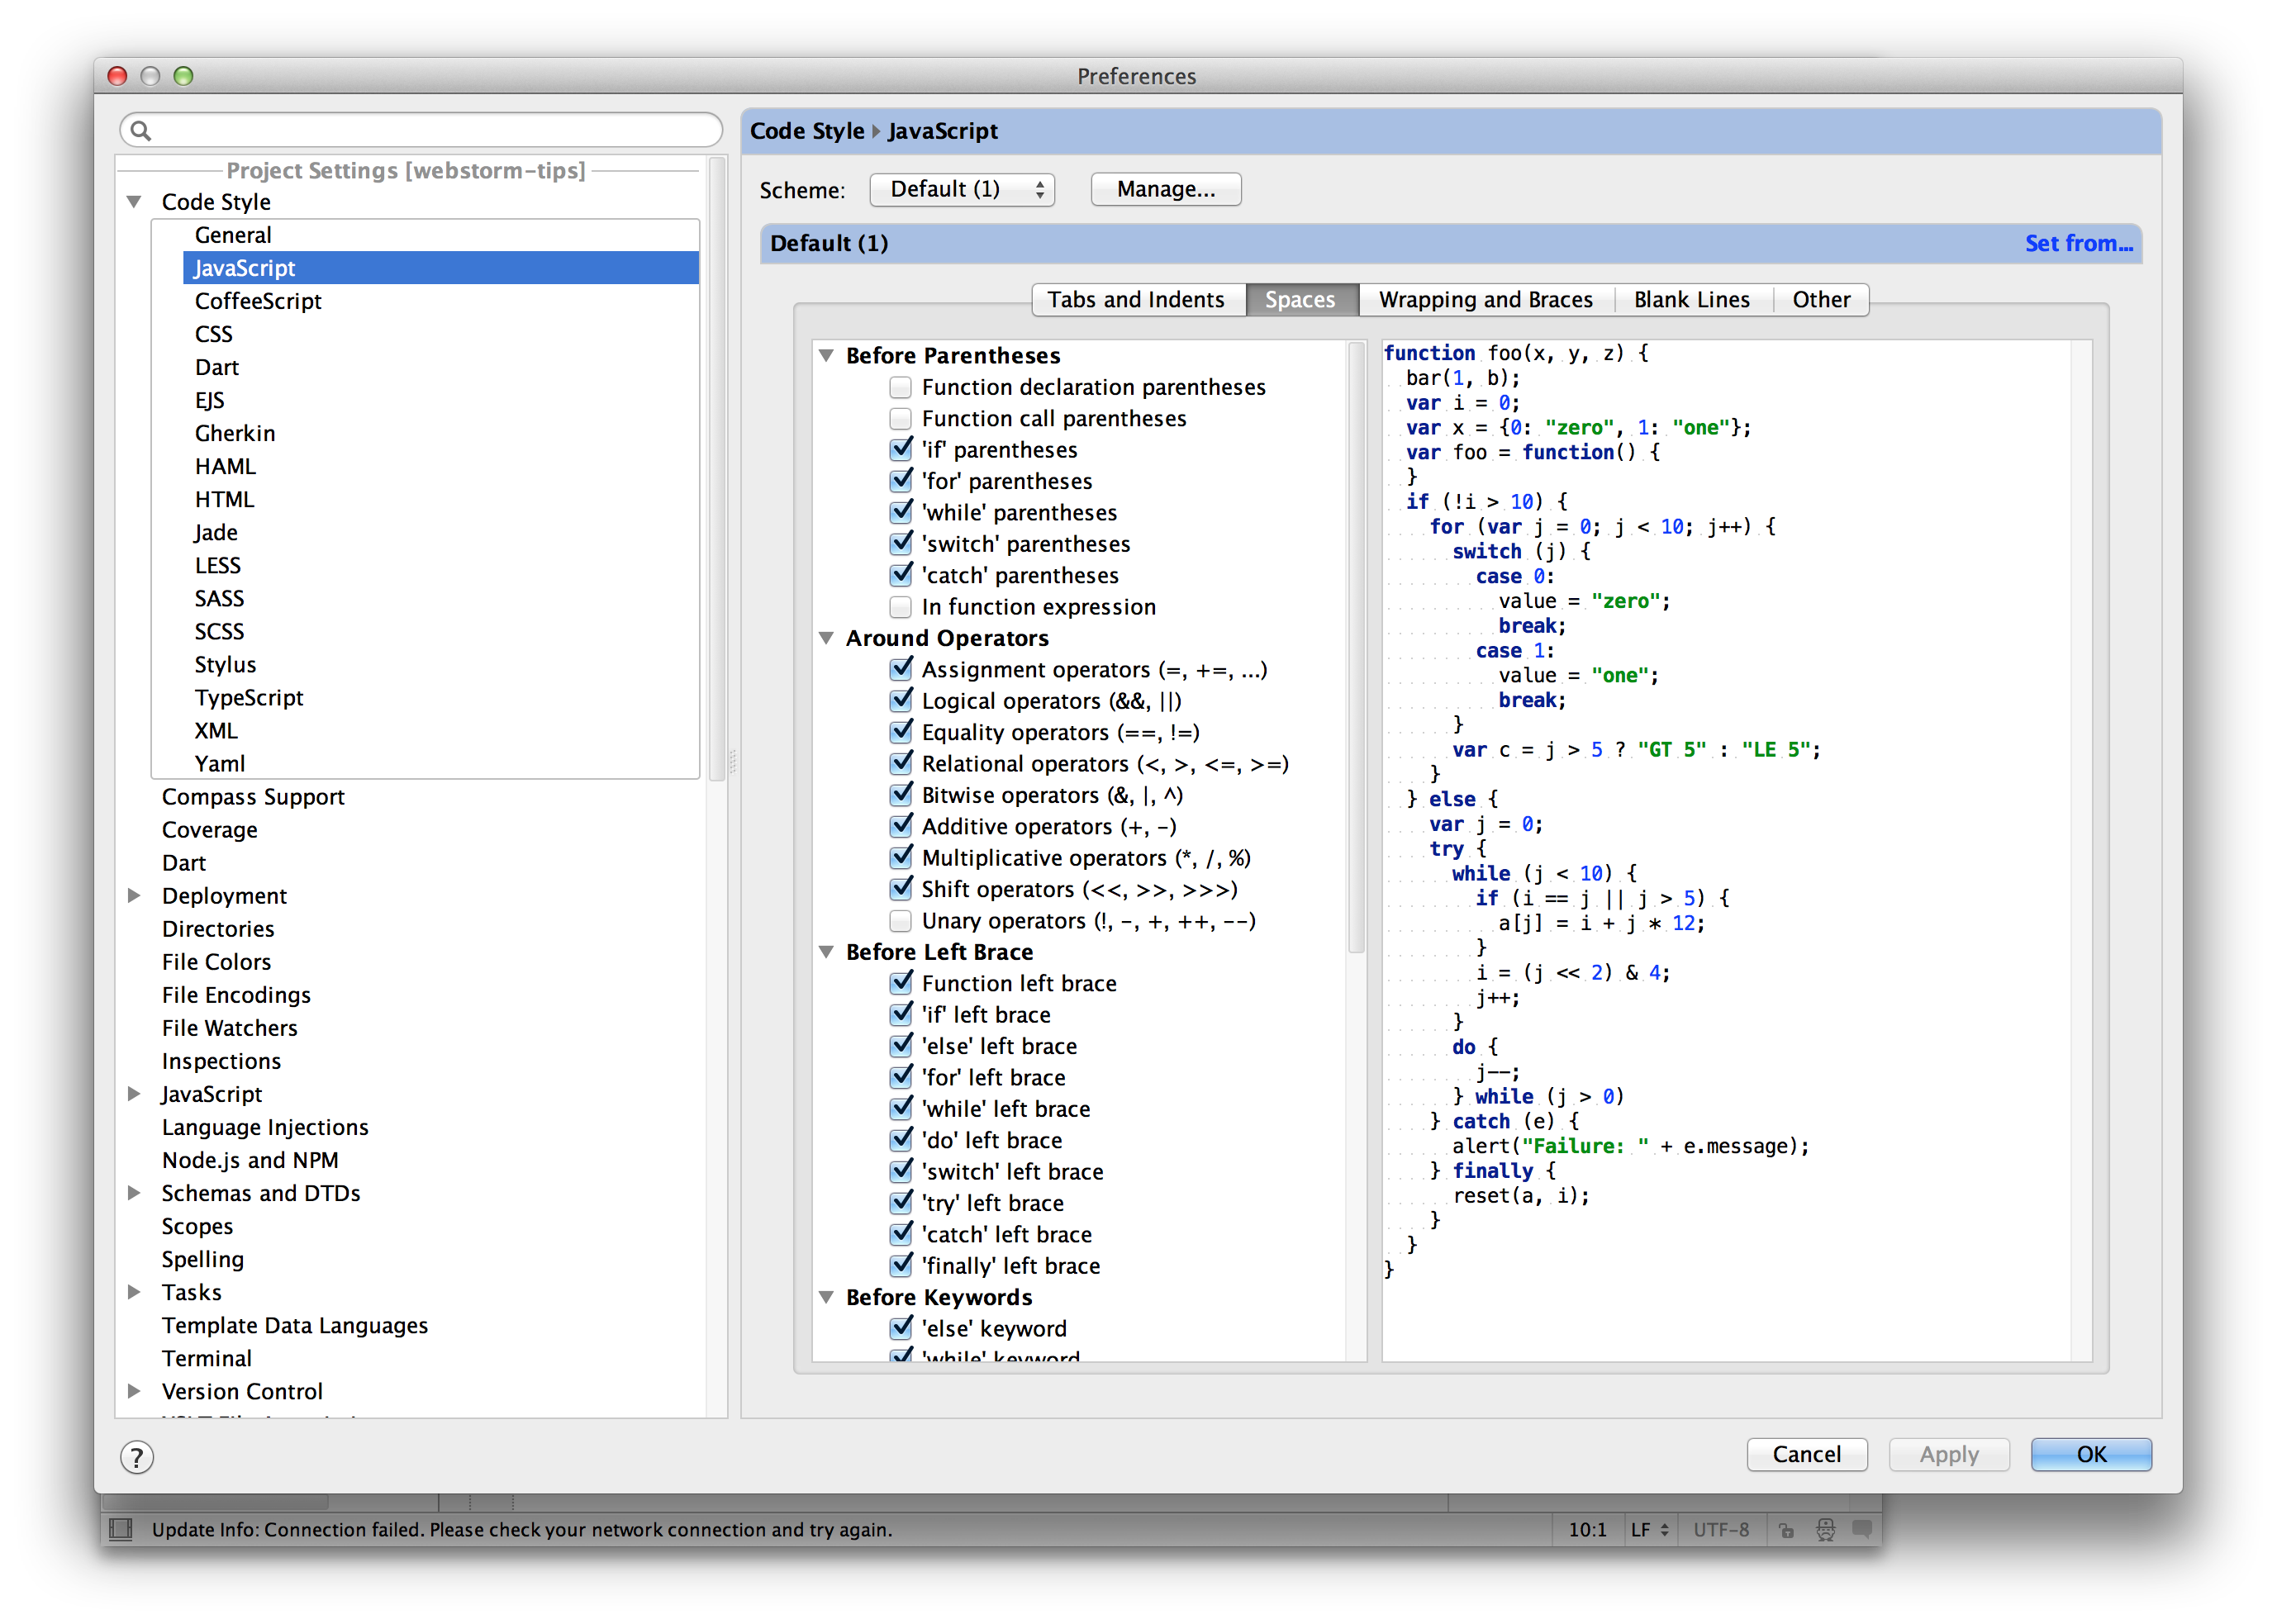 Preferences
Project Settings [webstorm-tips]
Code Style
General
JavaScript
CoffeeScript
CSS
Dart
EJS
Gherkin
HAML
HTML
Jade
LESS
SASS
SCSS
Stylus
TypeScript
XML
Yaml
Compass Support
Coverage
Dart
Deployment
Directories
File Colors
File Encodings
File Watchers
Inspections
JavaScript
Language Injections
Node.js and NPM
Schemas and DTDs
Scopes
Spelling
Tasks
Template Data Languages
Terminal
Version Control
Code Style JavaScript
Scheme: Default (1) Manage...
Default (1) Set from...
Tabs and Indents Spaces Wrapping and Braces Blank Lines Other
Before Parentheses
Function declaration parentheses
Function call parentheses
'if' parentheses
'for' parentheses
'while' parentheses
'switch' parentheses
'catch' parentheses
In function expression
Around Operators
Assignment operators (=, +=, ...)
Logical operators (&&, ||)
Equality operators (==, !=)
Relational operators (<, >, <=, >=)
Bitwise operators (&, |, ^)
Additive operators (+, -)
Multiplicative operators (*, /, %)
Shift operators (<<, >>, >>>)
Unary operators (!, -, +, ++, --)
Before Left Brace
Function left brace
'if' left brace
'else' left brace
'for' left brace
'while' left brace
'do' left brace
'switch' left brace
'try' left brace
'catch' left brace
'finally' left brace
Before Keywords
'else' keyword
'while' keyword
function foo(x, y, z) {
bar(1, b);
var i = 0;
var x = {0: "zero", 1: "one"};
var foo = function() {
}
if (!i > 10) {
for (var j = 0; j < 10; j++) {
switch (j) {
case 0:
value = "zero";
break;
case 1:
value = "one";
break;
}
var c = j > 5 ? "GT 5" : "LE 5";
}
} else {
var j = 0;
try {
while (j < 10) {
if (i == j || j > 5) {
a[j] = i + j * 12;
}
i = (j << 2) & 4;
j++;
}
do {
j--;
} while (j > 0)
} catch (e) {
alert("Failure: " + e.message);
} finally {
reset(a, i);
}
}
}
? Cancel Apply OK
Update Info: Connection failed. Please check your network connection and try again. 10:1 LF UTF-8